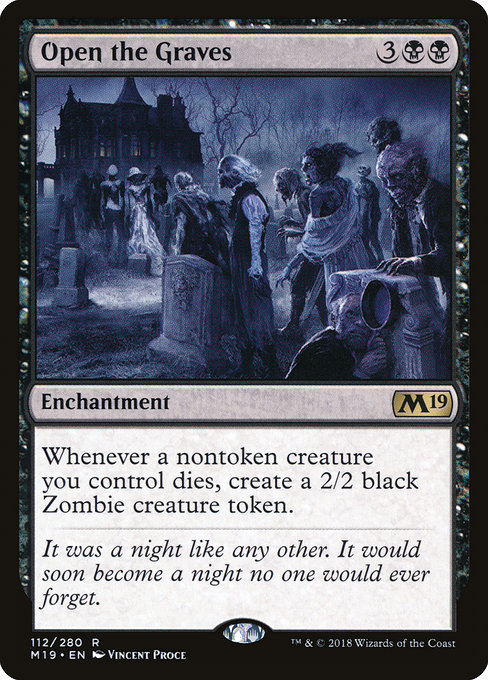 Open the Graves 3
Enchantment M19
Whenever a nontoken creature
you control dies, create a 2/2 black
Zombie creature token.
It was a night like any other. It would
soon become a night no one would ever
forget.
112/280 R
M19 • EN Vincent Proce
™ & © 2018 Wizards of the Coast